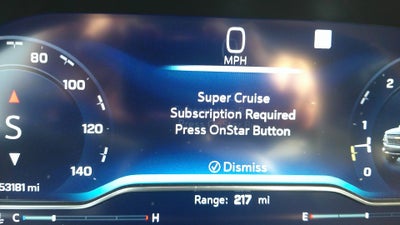 0
MPH
80
100
120
140
S
53181 mi
Super Cruise
Subscription Required
Press OnStar Button
Dismiss
Range: 217 mi
2
1
0
C H
E